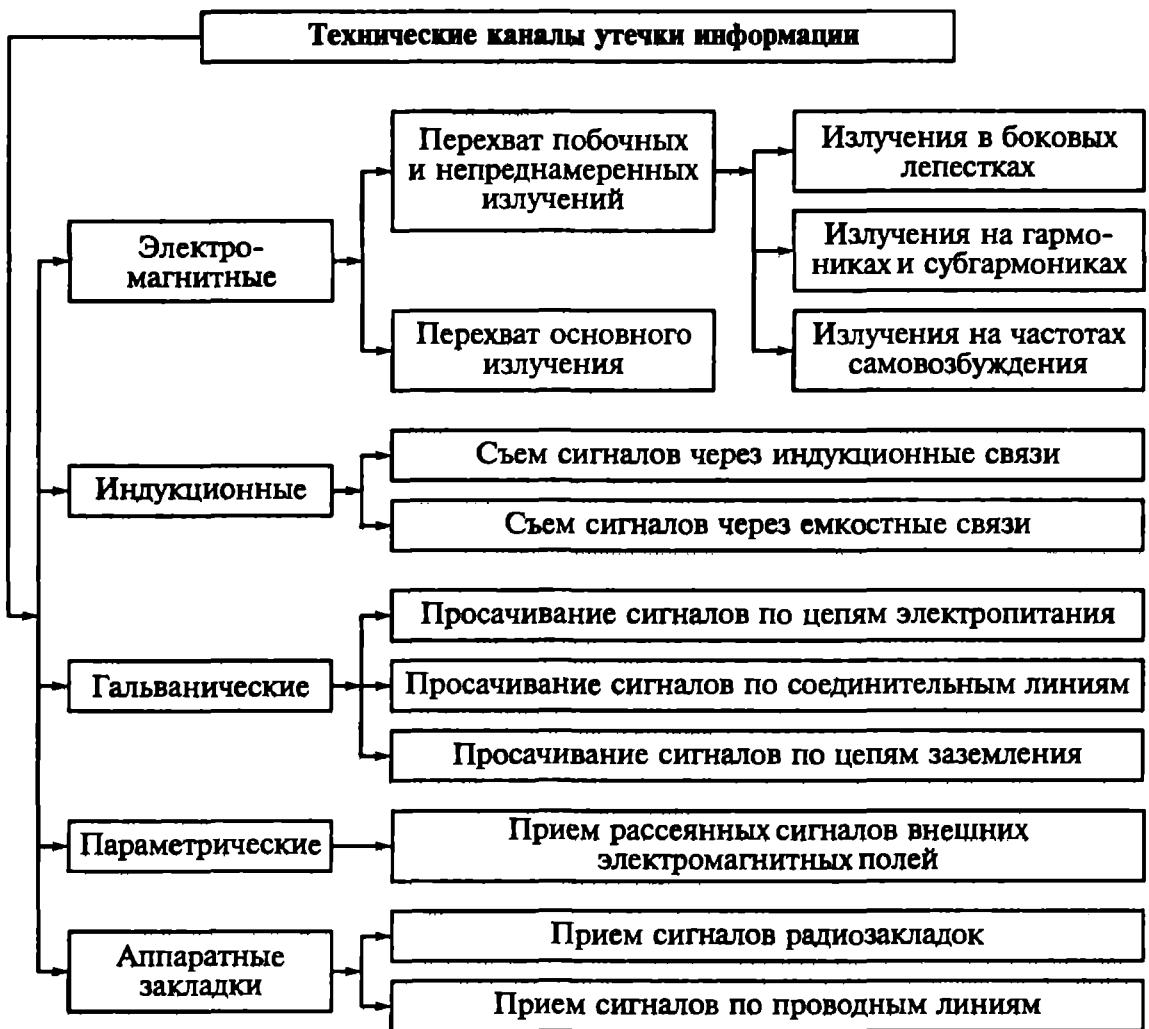 Технические каналы утечки информации
Перехват побочных
и непреднамеренных
излучений
Излучения в боковых
лепестках
Излучения на гармо-
никах и субгармониках
Излучения на частотах
самовозбуждения
Электро-
магнитные
Перехват основного
излучения
Индукционные
Съем сигналов через индукционные связи
Съем сигналов через емкостные связи
Гальванические
Просачивание сигналов по цепям электропитания
Просачивание сигналов по соединительным линиям
Просачивание сигналов по цепям заземления
Параметрические
Прием рассеянных сигналов внешних
электромагнитных полей
Аппаратные
закладки
Прием сигналов радиозакладок
Прием сигналов по проводным линиям